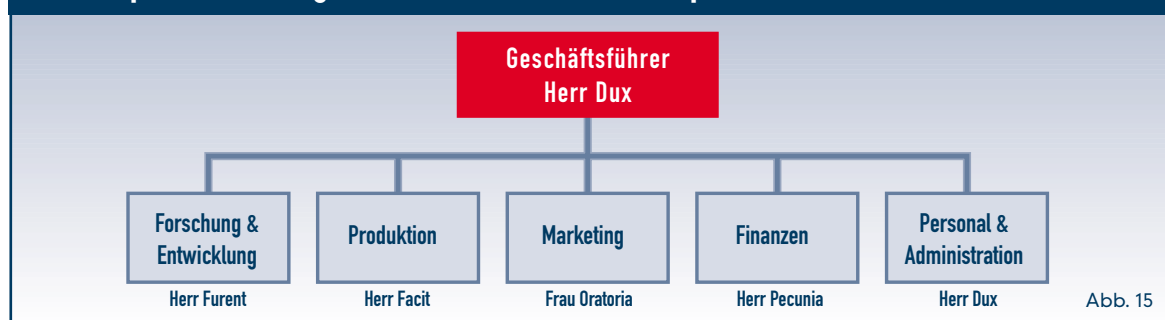 Geschäftsführer
Herr Dux
Forschung &
Entwicklung
Produktion
Marketing
Finanzen
Personal &
Administration
Herr Furent
Herr Facit
Frau Oratoria
Herr Pecunia
Herr Dux
Abb. 15